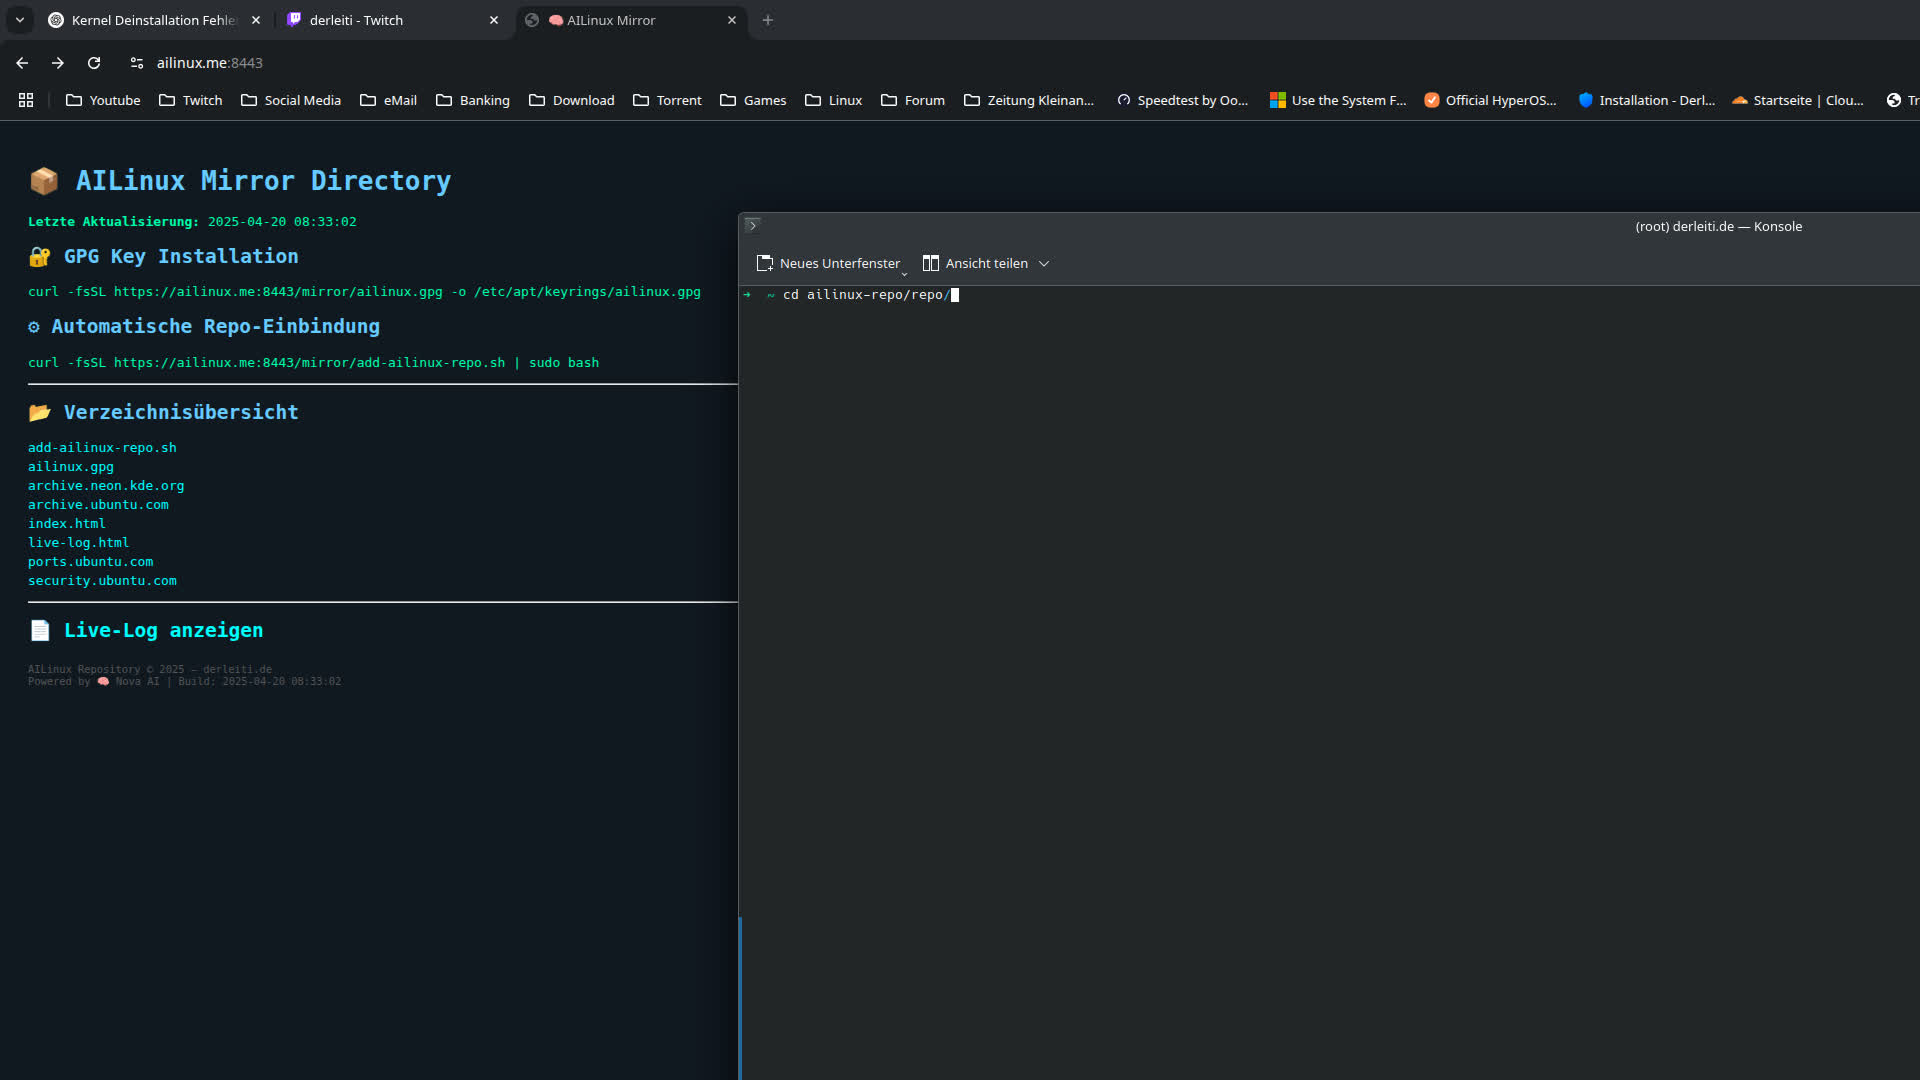 Kernel Deinstallation Fehle
derleiti - Twitch
AILinux Mirror
ailinux.me:8443
Youtube
Twitch
Social Media
eMail
Banking
Download
Torrent
Games
Linux
Forum
Zeitung Kleinan...
Speedtest by Oo...
Use the System F...
Official HyperOS...
Installation - Derl...
Startseite | Clou...
Tr
AILinux Mirror Directory
Letzte Aktualisierung: 2025-04-20 08:33:02
GPG Key Installation
curl -fsSL https://ailinux.me:8443/mirror/ailinux.gpg -o /etc/apt/keyrings/ailinux.gpg
Automatische Repo-Einbindung
curl -fsSL https://ailinux.me:8443/mirror/add-ailinux-repo.sh | sudo bash
Verzeichnisübersicht
add-ailinux-repo.sh
ailinux.gpg
archive.neon.kde.org
archive.ubuntu.com
index.html
live-log.html
ports.ubuntu.com
security.ubuntu.com
Live-Log anzeigen
AILinux Repository © 2025 — derleiti.de
Powered by Nova AI | Build: 2025-04-20 08:33:02
(root) derleiti.de — Konsole
Neues Unterfenster
Ansicht teilen
➜ ~ cd ailinux-repo/repo/